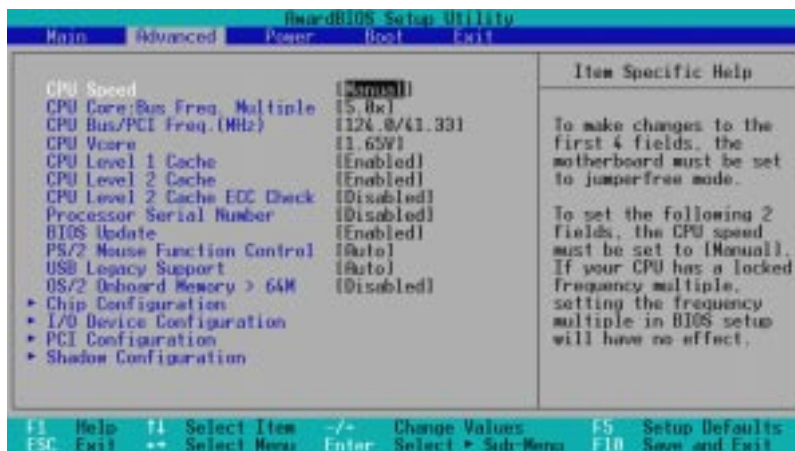 AwardBIOS Setup Utility
Main Advanced Power Boot Exit
CPU Speed [Manual]
CPU Core:Bus Freq. Multiple [5.0x]
CPU Bus/PCI Freq.(MHz) [124.0/41.33]
CPU Vcore [1.65V]
CPU Level 1 Cache [Enabled]
CPU Level 2 Cache [Enabled]
CPU Level 2 Cache ECC Check [Disabled]
Processor Serial Number [Disabled]
BIOS Update [Enabled]
PS/2 Mouse Function Control [Auto]
USB Legacy Support [Auto]
OS/2 Onboard Memory > 64M [Disabled]
Chip Configuration
I/O Device Configuration
PCI Configuration
Shadow Configuration
Item Specific Help
To make changes to the
first 4 fields, the
motherboard must be set
to jumperfree mode.
To set the following 2
fields, the CPU speed
must be set to [Manual].
If your CPU has a locked
frequency multiple,
setting the frequency
multiple in BIOS setup
will have no effect.
F1 Help ↑↓ Select Item -/+ Change Values F5 Setup Defaults
ESC Exit ↔ Select Menu Enter Select ► Sub-Menu F10 Save and Exit